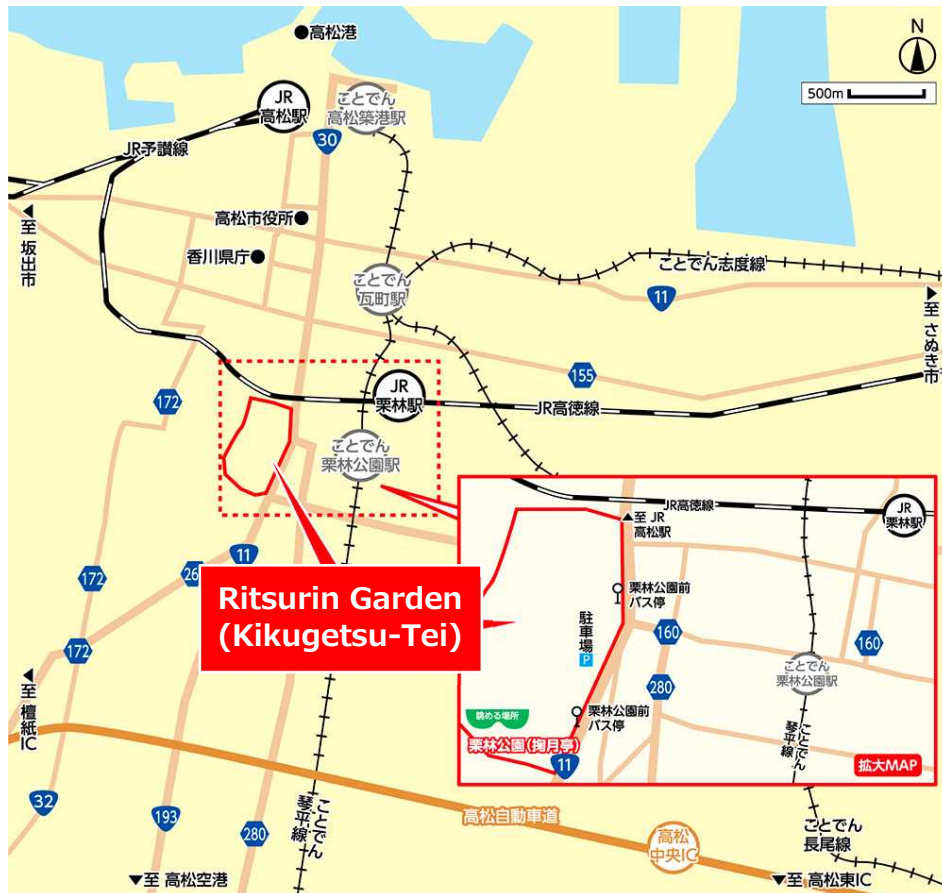 高松港
N
500m
JR
高松駅
ことでん
高松築港駅
30
JR予讃線
高松市役所
香川県庁
▲至 坂出市
ことでん
瓦町駅
ことでん志度線
11
▲至 さぬき市
155
172
JR
栗林駅
JR高徳線
ことでん
栗林公園駅
11
172
26
172
Ritsurin Garden
(Kikugetsu-Tei)
JR高徳線
JR
栗林駅
▲至 JR
高松駅
栗林公園前
バス停
駐車場
P
160
160
ことでん
栗林公園駅
280
眺める場所
栗林公園前
バス停
栗林公園(掬月亭)
11
ことでん
琴平線
拡大MAP
▲至 檀紙IC
32
193
280
ことでん
琴平線
高松自動車道
高松
中央IC
ことでん
長尾線
▼至 高松空港
▼至 高松東IC